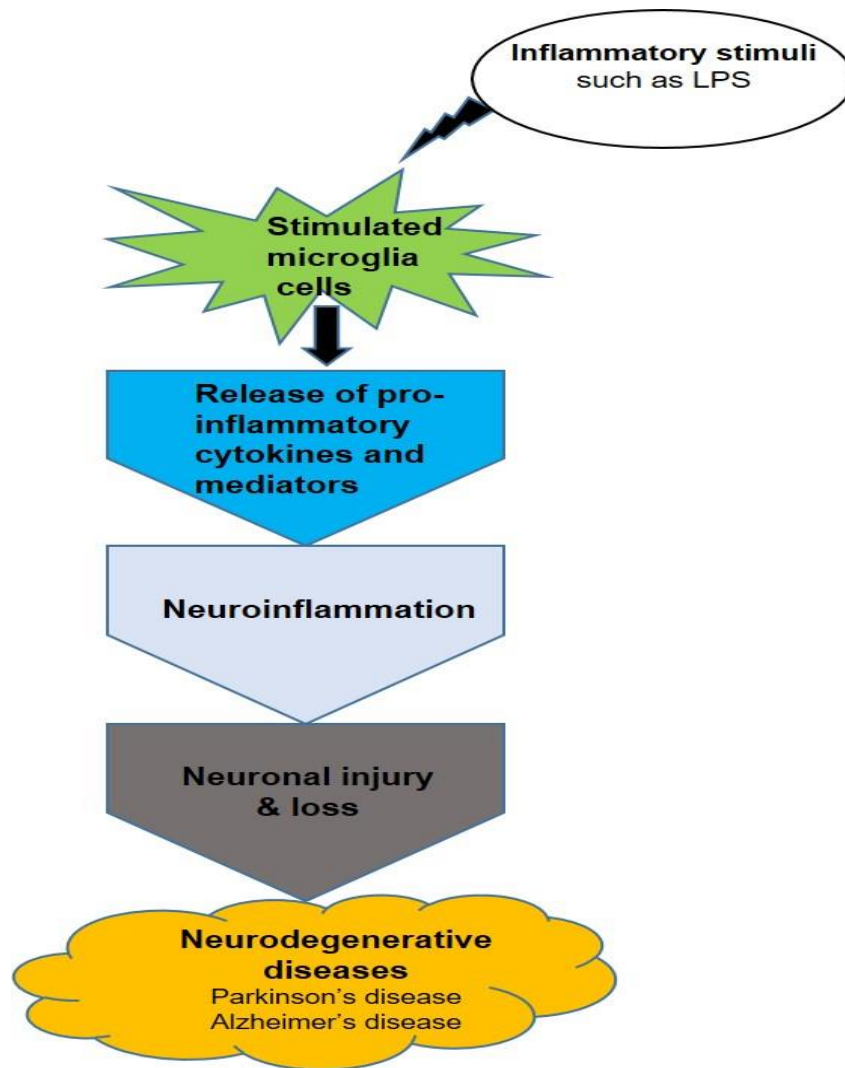 Inflammatory stimuli
such as LPS
Stimulated
microglia
cells
Release of pro-
inflammatory
cytokines and
mediators
Neuroinflammation
Neuronal injury
& loss
Neurodegenerative
diseases
Parkinson's disease
Alzheimer's disease